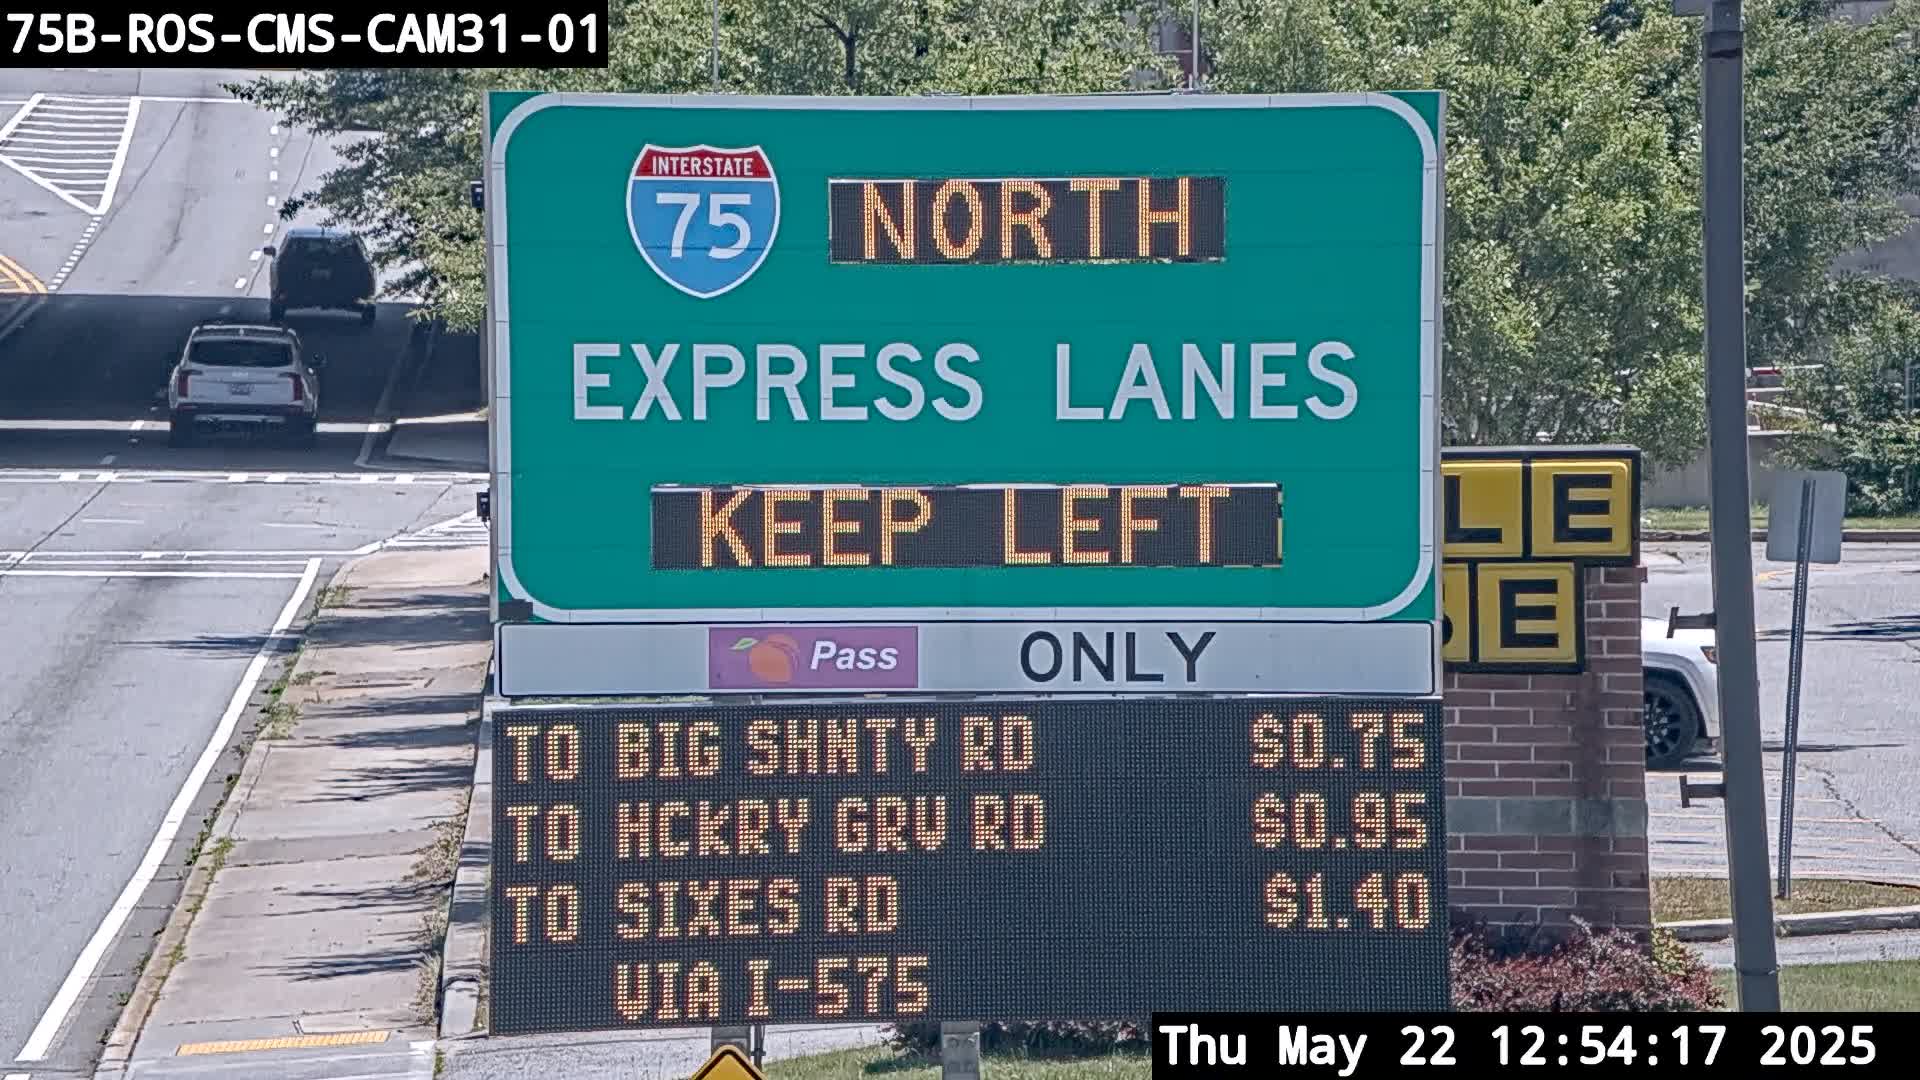 75B-ROS-CMS-CAM31-01
INTERSTATE
75
NORTH
EXPRESS LANES
KEEP LEFT
LE
E
Pass ONLY
TO BIG SHNTY RD $0.75
TO HCKRY GRV RD $0.95
TO SIXES RD $1.40
VIA I-575
Thu May 22 12:54:17 2025